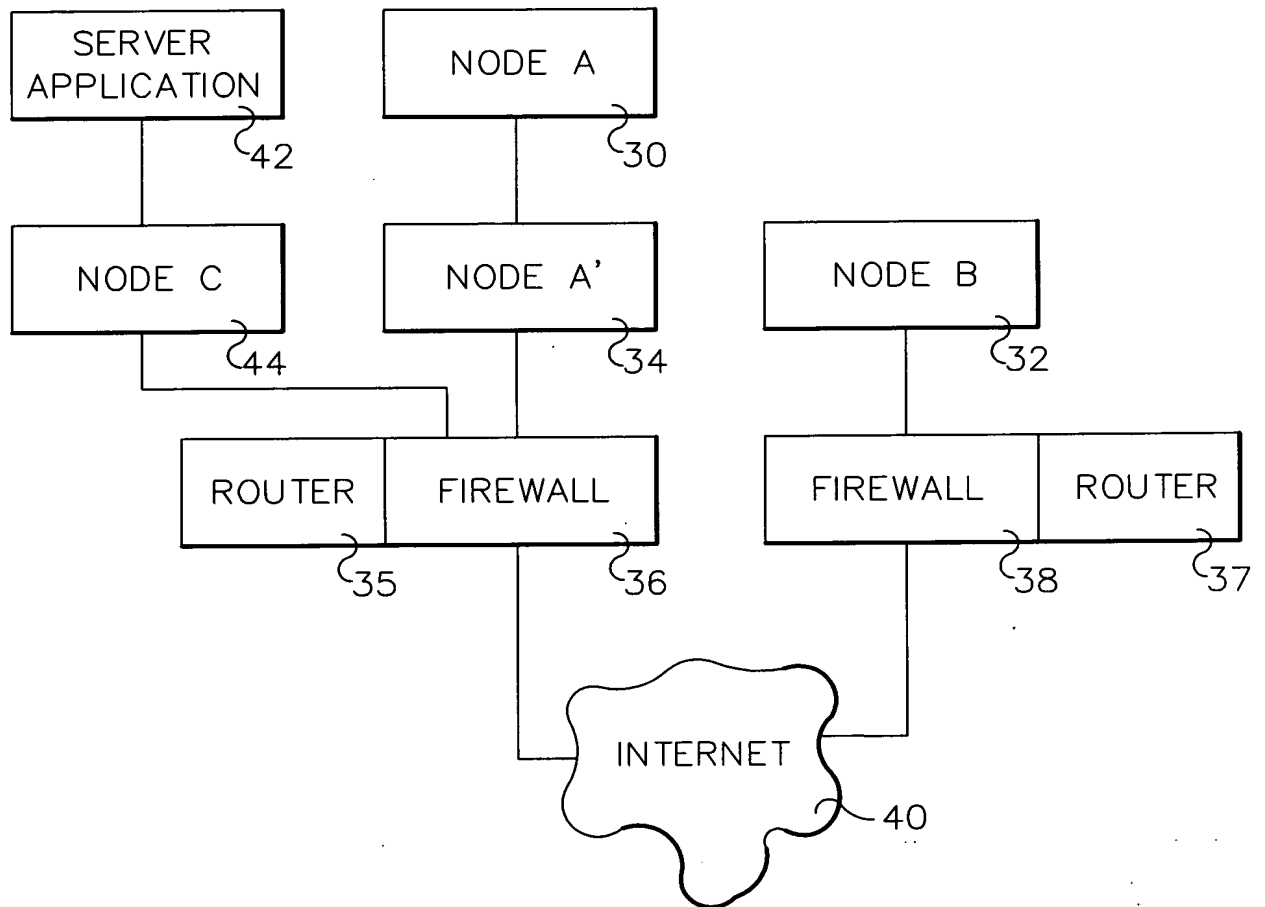 SERVER
APPLICATION
42
NODE A
30
NODE C
44
NODE A'
34
NODE B
32
ROUTER
35
FIREWALL
36
FIREWALL
38
ROUTER
37
INTERNET
40